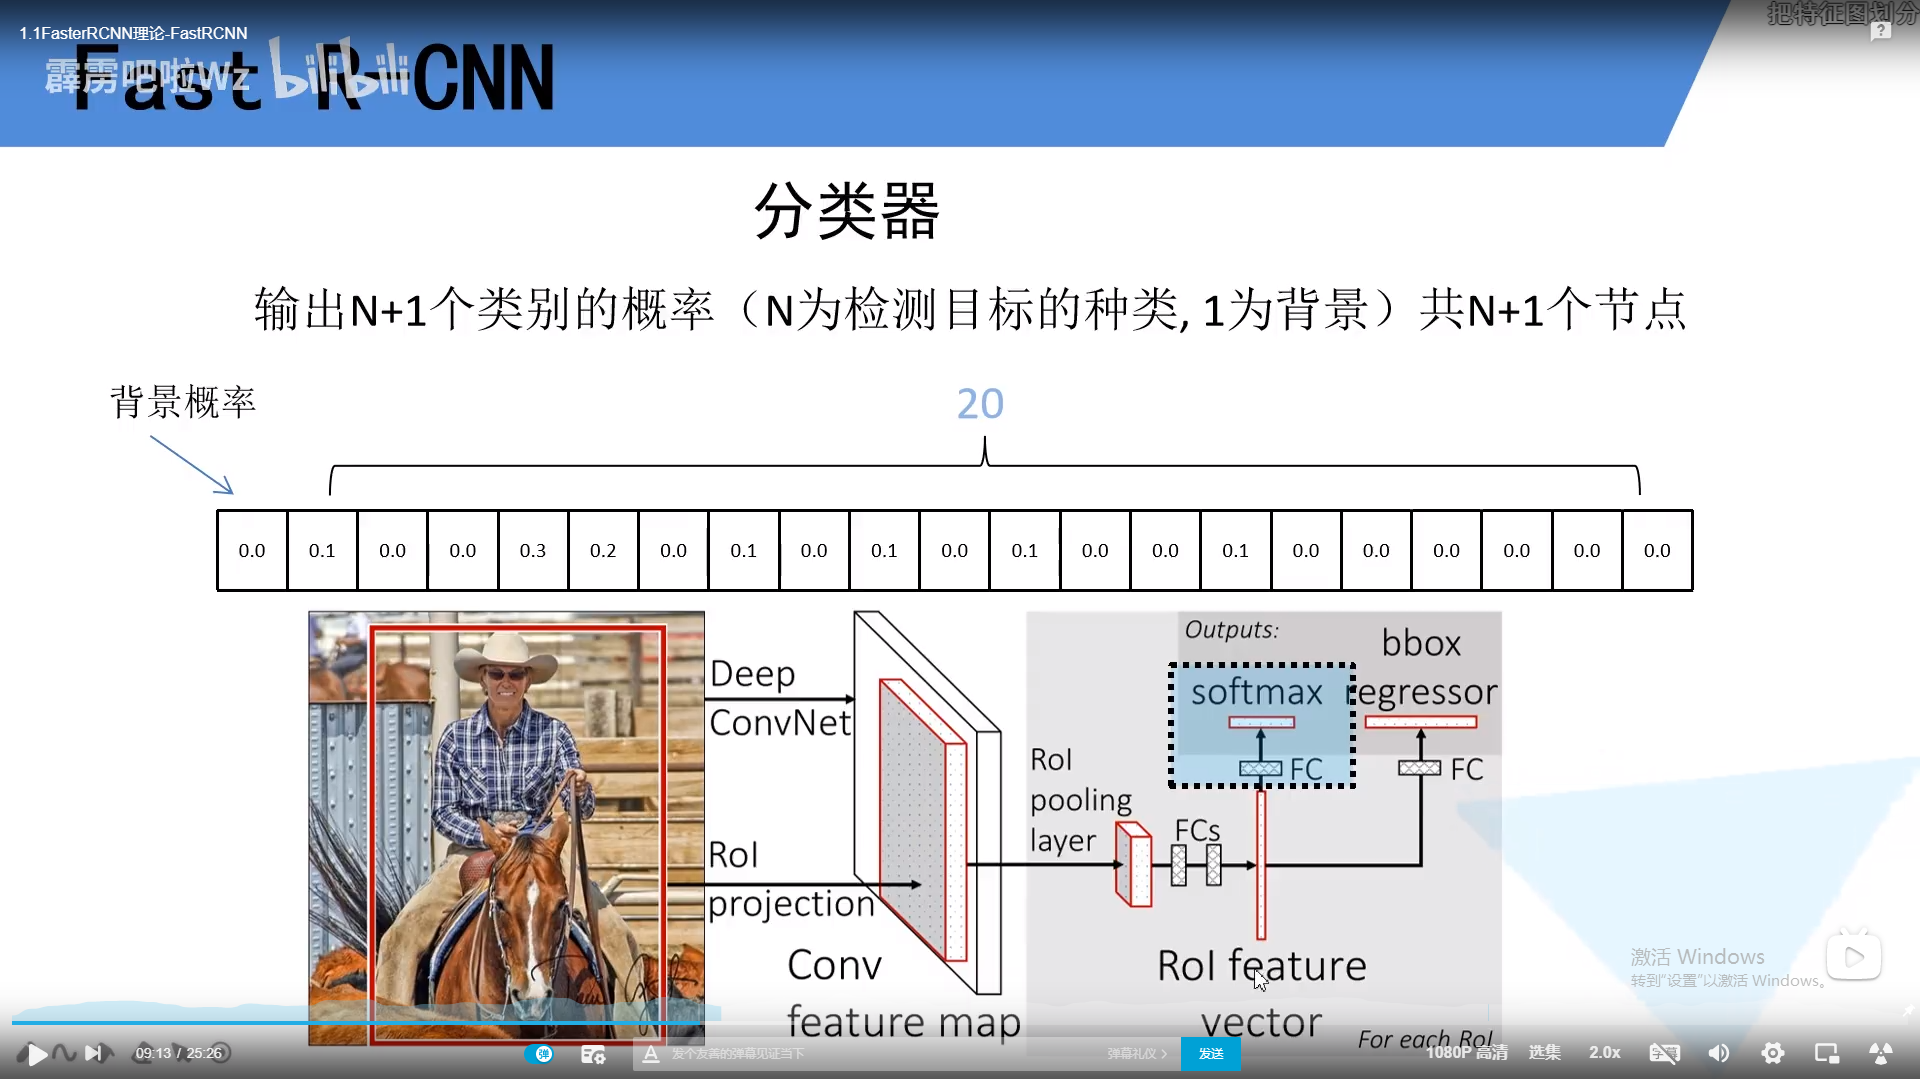 把特征图划分
1.1FasterRCNN理论-FastRCNN
霹雳吧啦Wz bilibili
Fast R-CNN
分类器
输出N+1个类别的概率（N为检测目标的种类, 1为背景）共N+1个节点
背景概率
20
0.0 0.1 0.0 0.0 0.3 0.2 0.0 0.1 0.0 0.1 0.0 0.1 0.0 0.0 0.1 0.0 0.0 0.0 0.0 0.0 0.0
Outputs:
bbox
softmax
regressor
Deep
ConvNet
FC
FC
RoI
pooling
layer
FCs
RoI
projection
Conv
feature map
RoI feature
vector
For each RoI
激活 Windows
转到“设置”以激活 Windows。
09:13 / 25:26
弹
A
发个友善的弹幕见证当下
弹幕礼仪 >
发送
1080P 高清
选集
2.0x
字幕